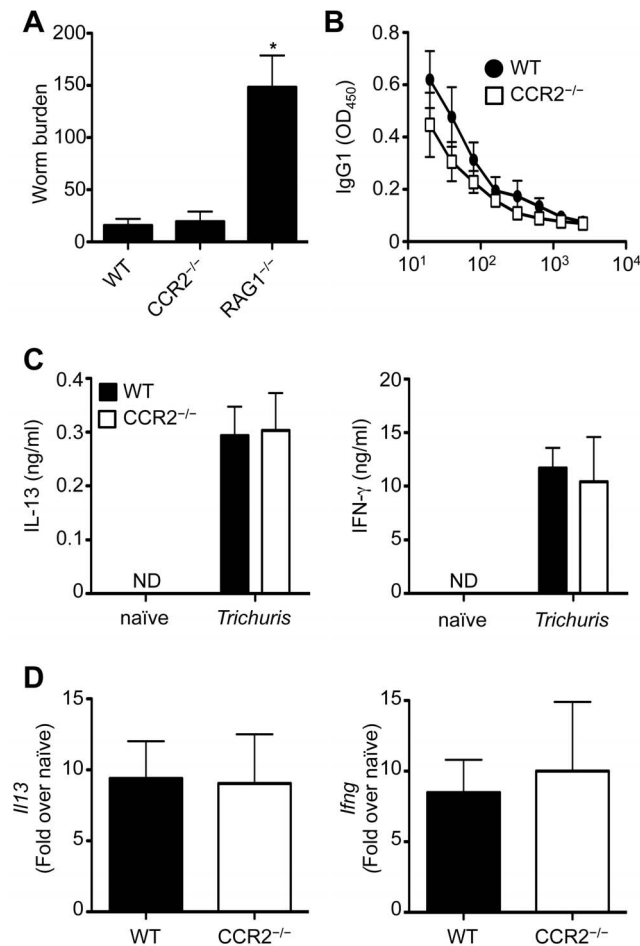 A
Worm burden
200
150
100
50
0
*
WT
CCR2⁻/⁻
RAG1⁻/⁻
B
IgG1 (OD₄₅₀)
0.8
0.6
0.4
0.2
0
WT
CCR2⁻/⁻
10¹ 10² 10³ 10⁴
C
IL-13 (ng/ml)
0.4
0.3
0.2
0.1
0
WT
CCR2⁻/⁻
ND
naïve Trichuris
IFN-γ (ng/ml)
20
15
10
5
0
ND
naïve Trichuris
D
Il13
(Fold over naïve)
15
10
5
0
WT CCR2⁻/⁻
Ifng
(Fold over naïve)
15
10
5
0
WT CCR2⁻/⁻